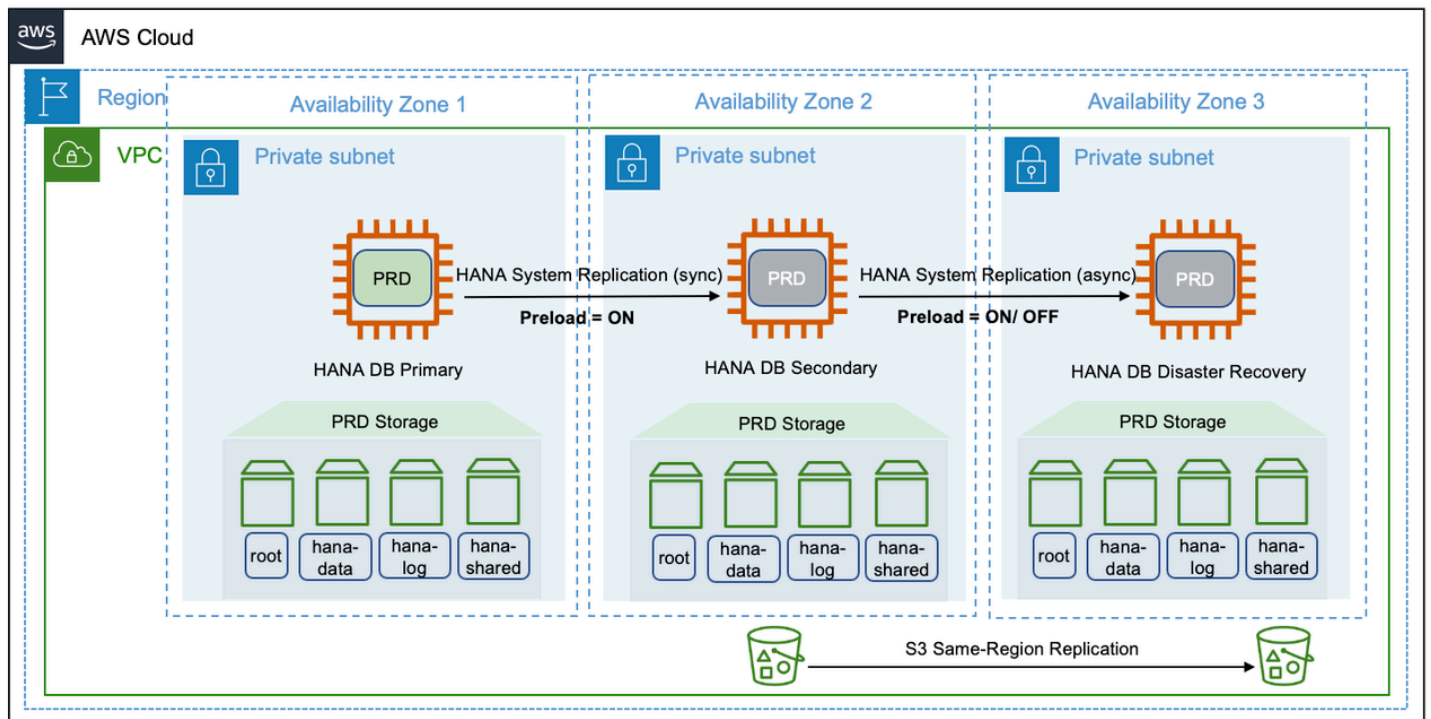 aws
AWS Cloud
Region
Availability Zone 1
Availability Zone 2
Availability Zone 3
VPC
Private subnet
Private subnet
Private subnet
PRD
HANA System Replication (sync)
Preload = ON
PRD
HANA System Replication (async)
Preload = ON/ OFF
PRD
HANA DB Primary
HANA DB Secondary
HANA DB Disaster Recovery
PRD Storage
PRD Storage
PRD Storage
root
hana-
data
hana-
log
hana-
shared
root
hana-
data
hana-
log
hana-
shared
root
hana-
data
hana-
log
hana-
shared
S3 Same-Region Replication